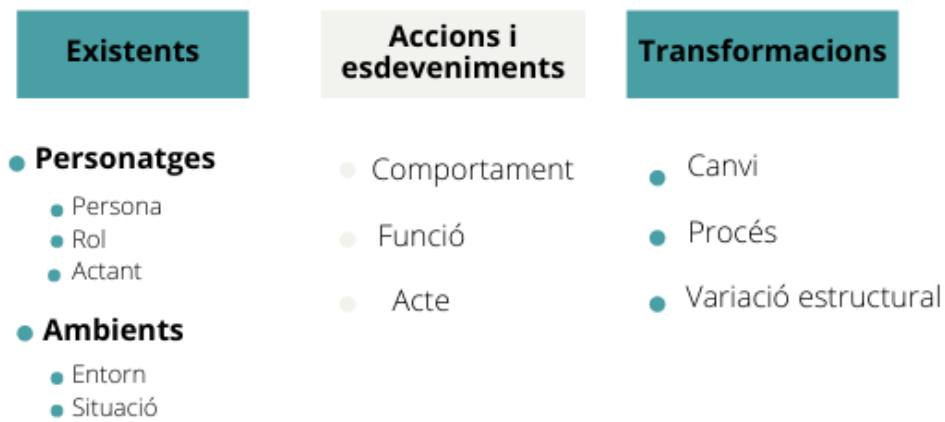 Existents
Personatges
Persona
Rol
Actant
Ambients
Entorn
Situació
Accions i
esdeveniments
Comportament
Funció
Acte
Transformacions
Canvi
Procés
Variació estructural